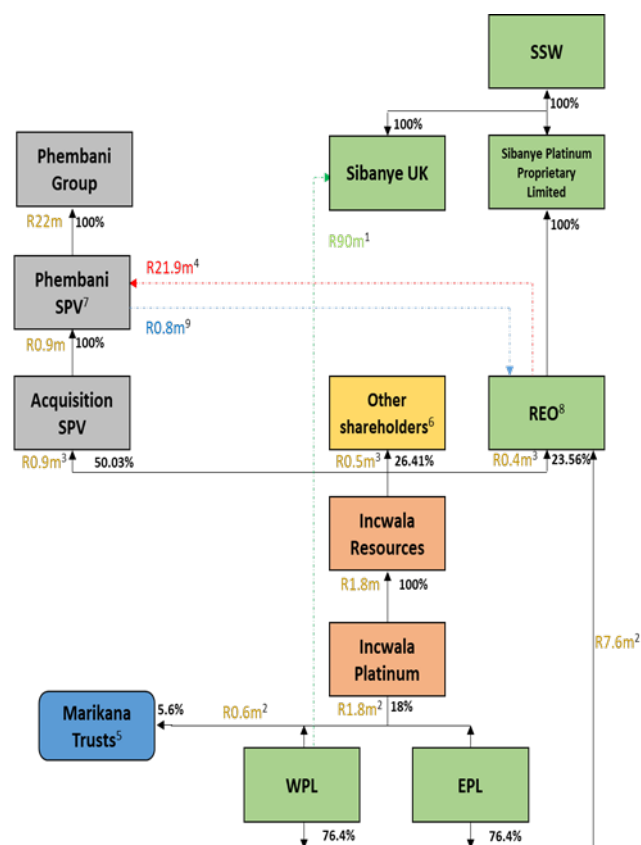 SSW
100%
100%
Sibanye UK
Sibanye Platinum
Proprietary
Limited
Phembani
Group
R22m
100%
R90m¹
100%
Phembani
SPV⁷
R21.9m⁴
R0.8m⁹
R0.9m
100%
Acquisition
SPV
Other
shareholders⁶
REO⁸
R0.9m³
50.03%
R0.5m³
26.41%
R0.4m³
23.56%
Incwala
Resources
R1.8m
100%
Incwala
Platinum
R7.6m²
Marikana
Trusts⁵
5.6%
R0.6m²
R1.8m²
18%
WPL
EPL
76.4%
76.4%